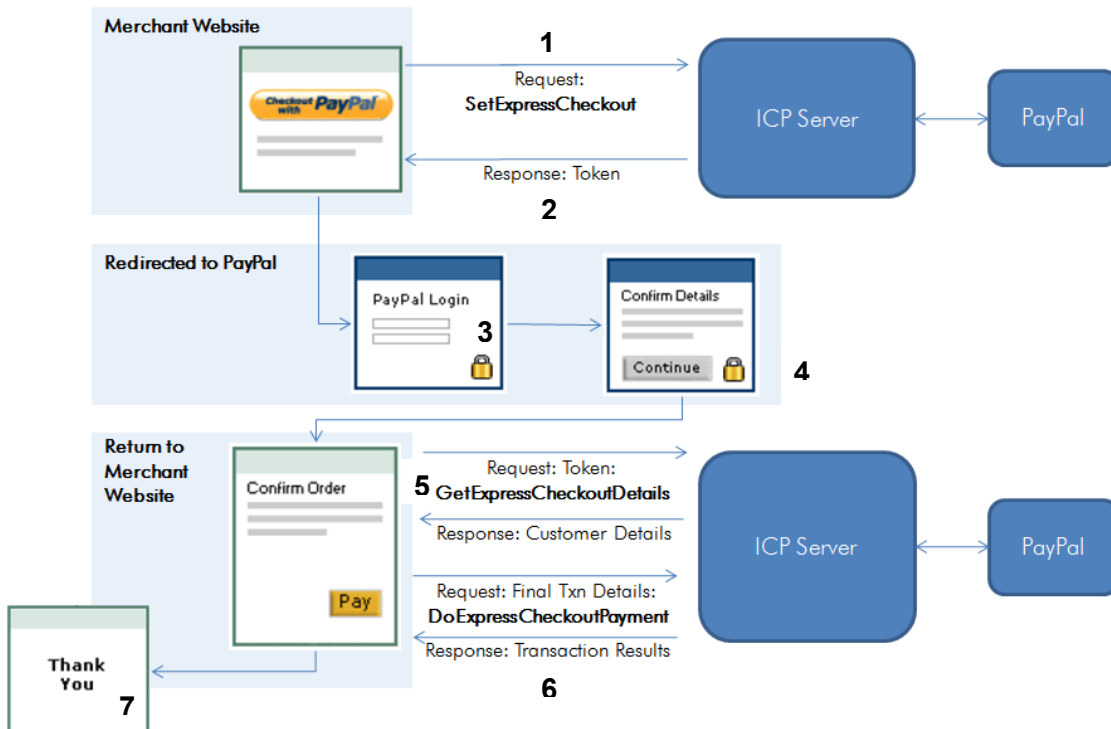 Merchant Website
1
Request:
SetExpressCheckout
Checkout
with PayPal
ICP Server
PayPal
Response: Token
2
Redirected to PayPal
PayPal Login
3
Confirm Details
Continue
4
Return to
Merchant
Website
Confirm Order
Pay
5
Request: Token:
GetExpressCheckoutDetails
Response: Customer Details
Request: Final Txn Details:
DoExpressCheckoutPayment
Response: Transaction Results
6
ICP Server
PayPal
Thank
You
7